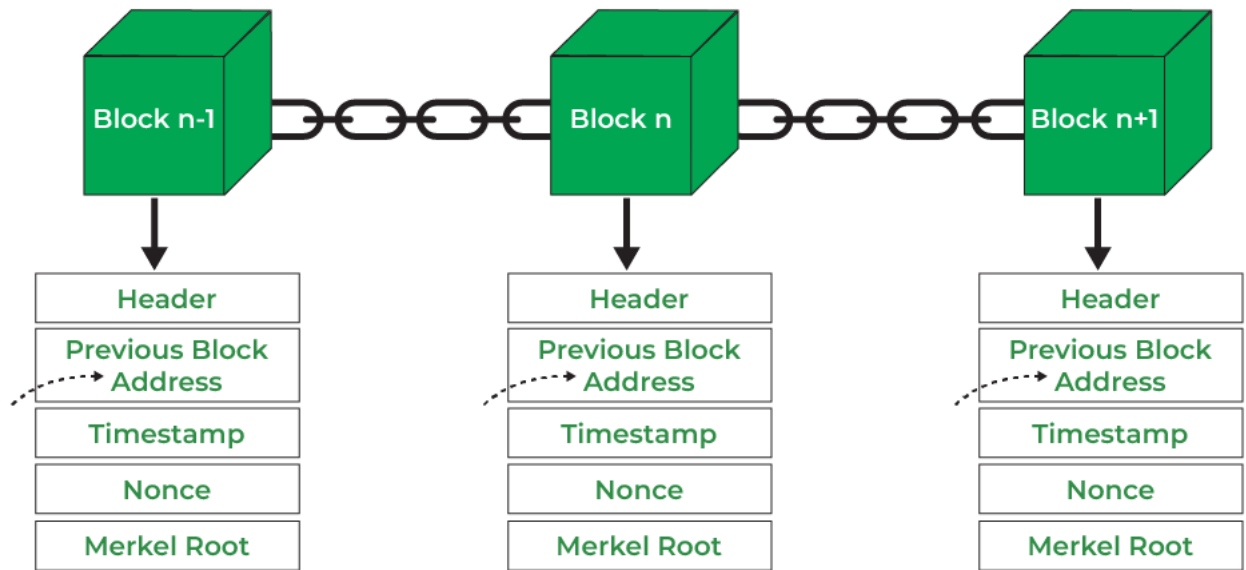 Block n-1
Block n
Block n+1
Header
Previous Block
Address
Timestamp
Nonce
Merkel Root
Header
Previous Block
Address
Timestamp
Nonce
Merkel Root
Header
Previous Block
Address
Timestamp
Nonce
Merkel Root